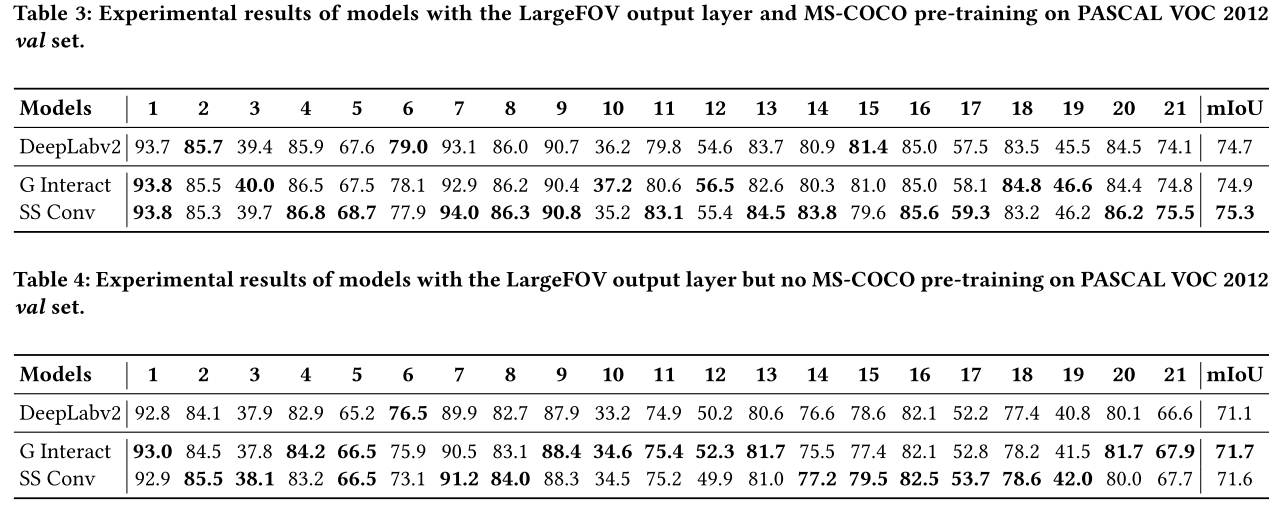 Table 3: Experimental results of models with the LargeFOV output layer and MS-COCO pre-training on PASCAL VOC 2012
val set.
Models 1 2 3 4 5 6 7 8 9 10 11 12 13 14 15 16 17 18 19 20 21 mIoU
DeepLabv2 93.7 85.7 39.4 85.9 67.6 79.0 93.1 86.0 90.7 36.2 79.8 54.6 83.7 80.9 81.4 85.0 57.5 83.5 45.5 84.5 74.1 74.7
G Interact 93.8 85.5 40.0 86.5 67.5 78.1 92.9 86.2 90.4 37.2 80.6 56.5 82.6 80.3 81.0 85.0 58.1 84.8 46.6 84.4 74.8 74.9
SS Conv 93.8 85.3 39.7 86.8 68.7 77.9 94.0 86.3 90.8 35.2 83.1 55.4 84.5 83.8 79.6 85.6 59.3 83.2 46.2 86.2 75.5 75.3
Table 4: Experimental results of models with the LargeFOV output layer but no MS-COCO pre-training on PASCAL VOC 2012
val set.
Models 1 2 3 4 5 6 7 8 9 10 11 12 13 14 15 16 17 18 19 20 21 mIoU
DeepLabv2 92.8 84.1 37.9 82.9 65.2 76.5 89.9 82.7 87.9 33.2 74.9 50.2 80.6 76.6 78.6 82.1 52.2 77.4 40.8 80.1 66.6 71.1
G Interact 93.0 84.5 37.8 84.2 66.5 75.9 90.5 83.1 88.4 34.6 75.4 52.3 81.7 75.5 77.4 82.1 52.8 78.2 41.5 81.7 67.9 71.7
SS Conv 92.9 85.5 38.1 83.2 66.5 73.1 91.2 84.0 88.3 34.5 75.2 49.9 81.0 77.2 79.5 82.5 53.7 78.6 42.0 80.0 67.7 71.6